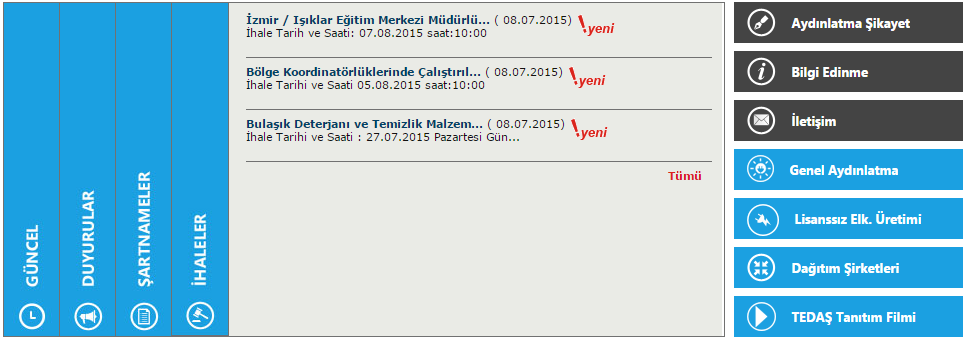 GÜNCEL
DUYURULAR
ŞARTNAMELER
İHALELER
İzmir / Işıklar Eğitim Merkezi Müdürlü... ( 08.07.2015) !yeni
İhale Tarih ve Saati: 07.08.2015 saat:10:00
Bölge Koordinatörlüklerinde Çalıştırıl... ( 08.07.2015) !yeni
İhale Tarihi ve Saati 05.08.2015 saat:10:00
Bulaşık Deterjanı ve Temizlik Malzem... ( 08.07.2015) !yeni
İhale Tarihi ve Saati : 27.07.2015 Pazartesi Gün...
Tümü
Aydınlatma Şikayet
Bilgi Edinme
İletişim
Genel Aydınlatma
Lisanssız Elk. Üretimi
Dağıtım Şirketleri
TEDAŞ Tanıtım Filmi